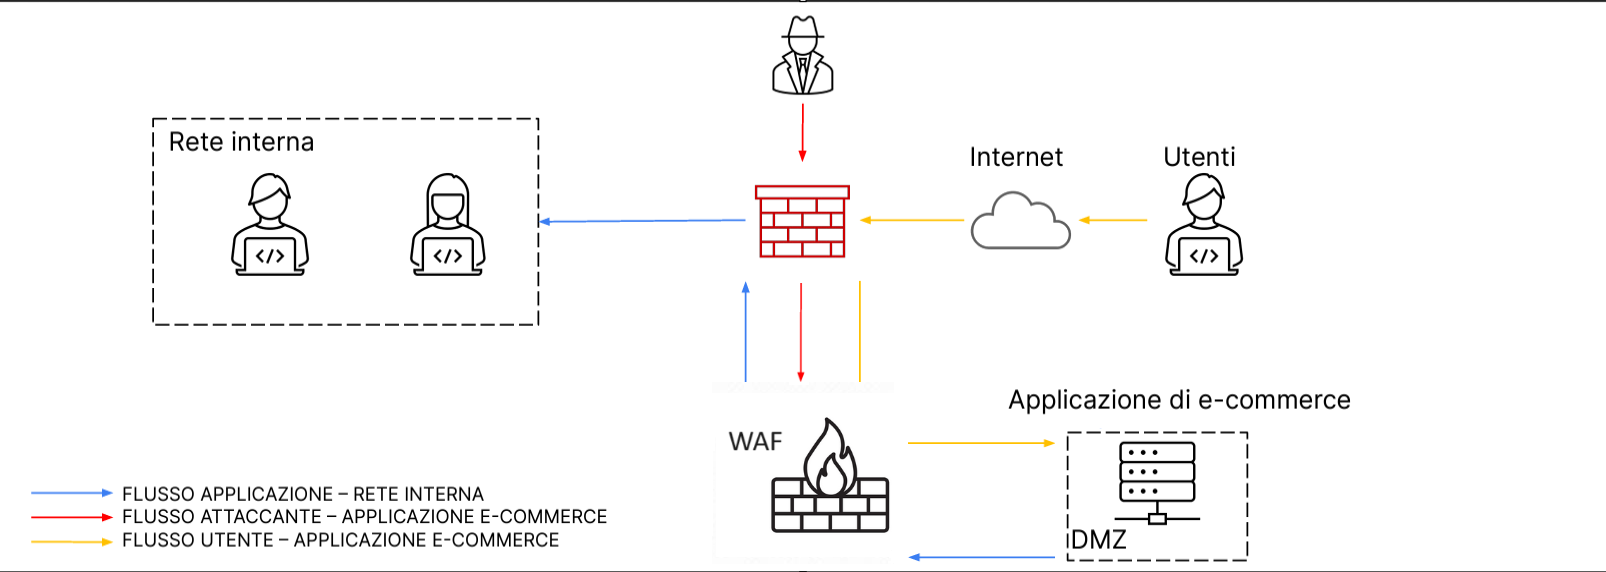 Rete interna
Internet
Utenti
</>
</>
</>
Applicazione di e-commerce
WAF
DMZ
FLUSSO APPLICAZIONE – RETE INTERNA
FLUSSO ATTACCANTE – APPLICAZIONE E-COMMERCE
FLUSSO UTENTE – APPLICAZIONE E-COMMERCE